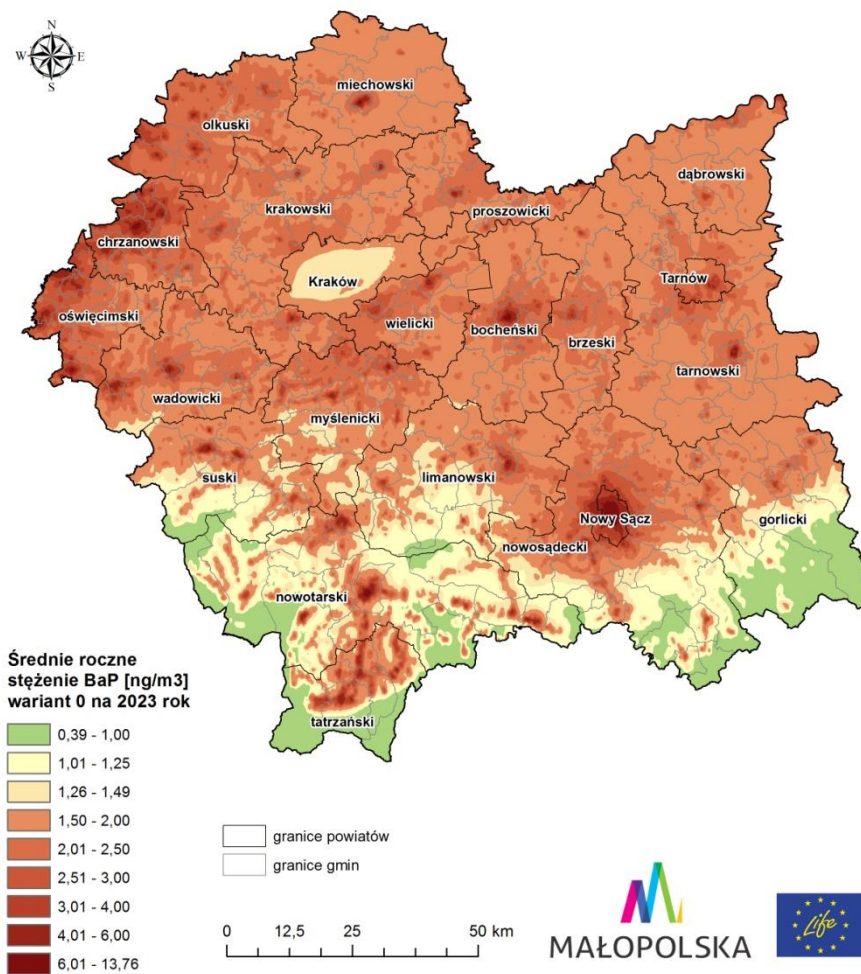 N
W E
S
miechowski
olkuski
dąbrowski
krakowski
proszowicki
chrzanowski
Kraków
Tarnów
oświęcimski
wielicki
bocheński
brzeski
tarnowski
wadowicki
myślenicki
suski
limanowski
Nowy Sącz
gorlicki
nowosądecki
nowotarski
tatrzański
Średnie roczne
stężenie BaP [ng/m3]
wariant 0 na 2023 rok
0,39 - 1,00
1,01 - 1,25
1,26 - 1,49
1,50 - 2,00
2,01 - 2,50
2,51 - 3,00
3,01 - 4,00
4,01 - 6,00
6,01 - 13,76
granice powiatów
granice gmin
0 12,5 25 50 km
MAŁOPOLSKA
Life